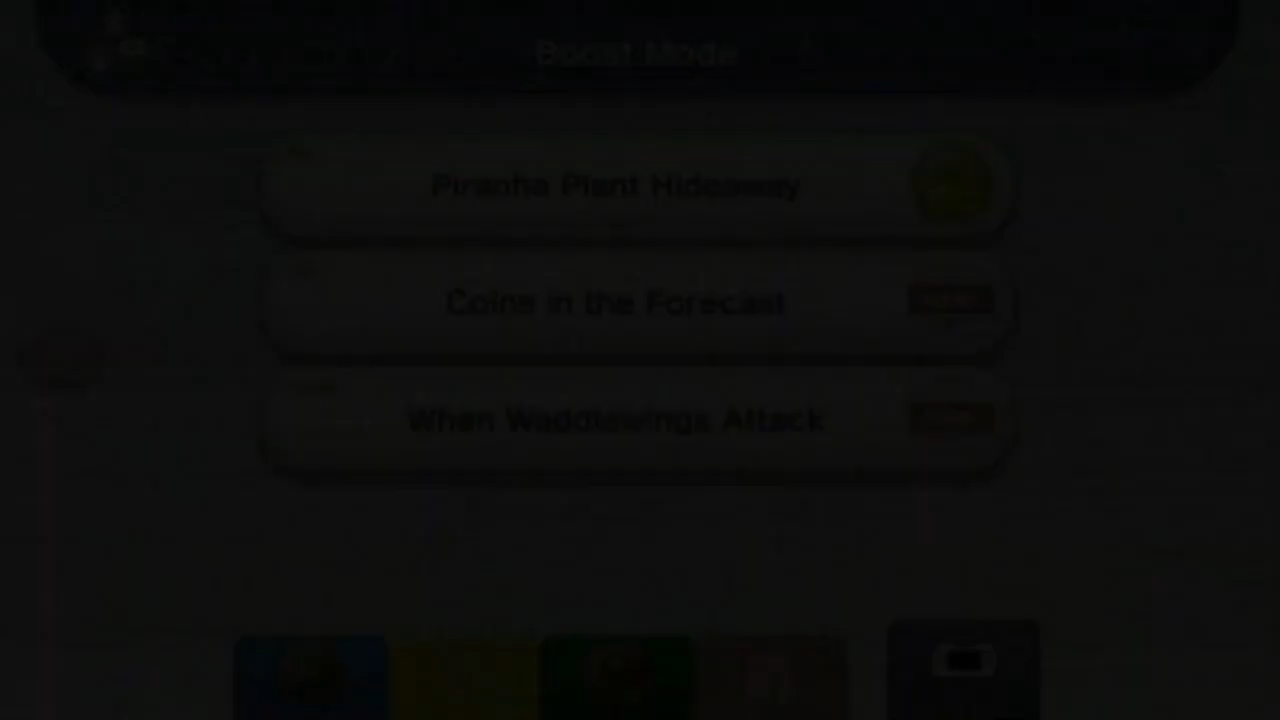 Boost Mode
Piranha Plant Hideaway
Coins in the Forecast
When Waddlewings Attack